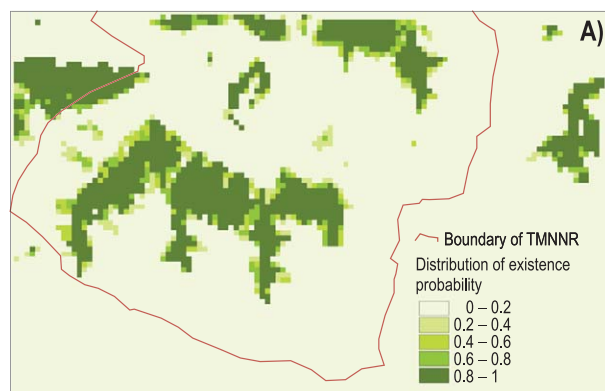 A)
Boundary of TMNNR
Distribution of existence
probability
0 – 0.2
0.2 – 0.4
0.4 – 0.6
0.6 – 0.8
0.8 – 1